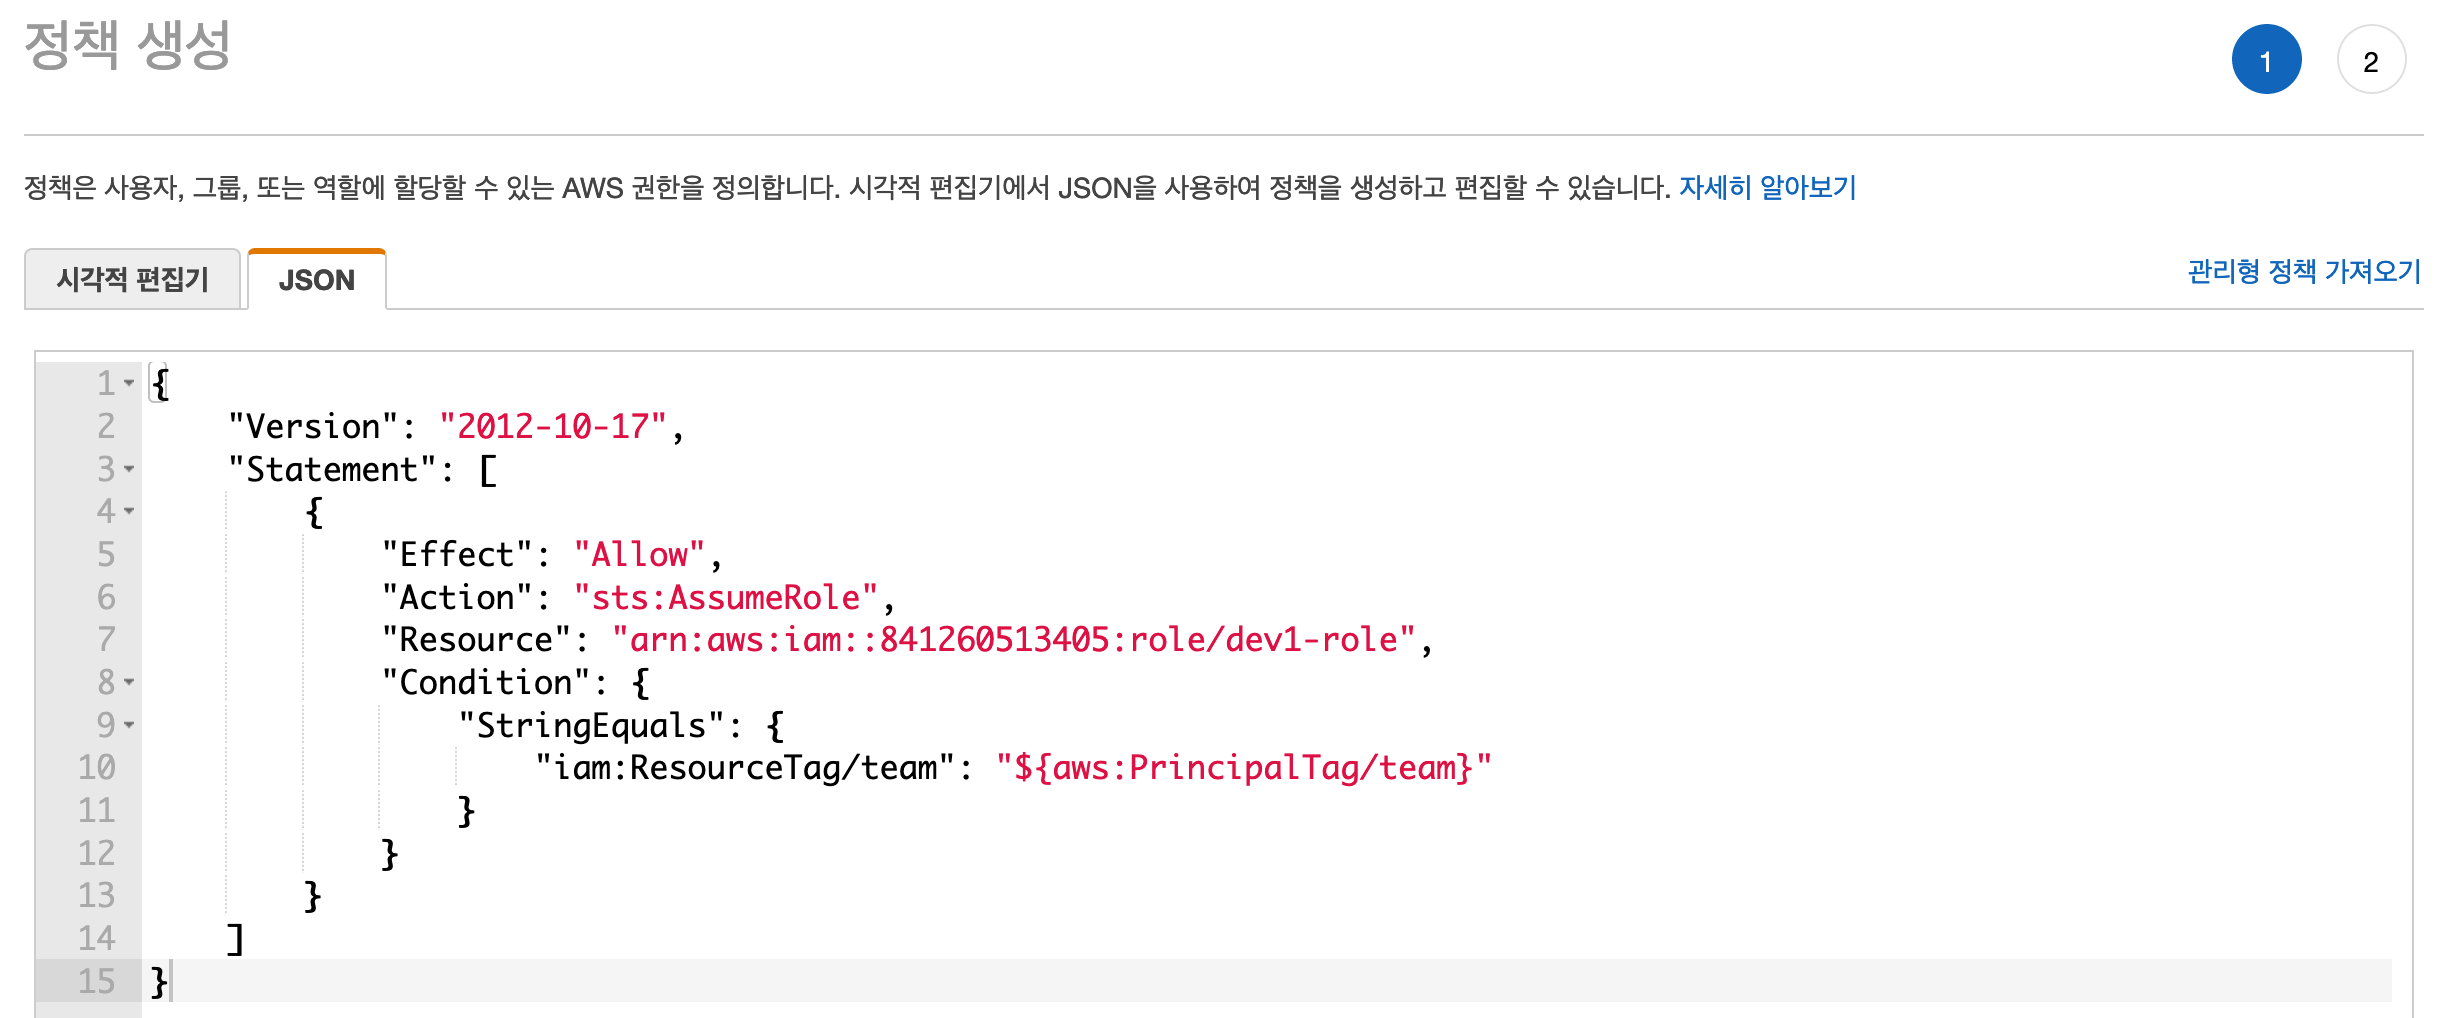 정책 생성
1 2
정책은 사용자, 그룹, 또는 역할에 할당할 수 있는 AWS 권한을 정의합니다. 시각적 편집기에서 JSON을 사용하여 정책을 생성하고 편집할 수 있습니다. 자세히 알아보기
시각적 편집기 JSON 관리형 정책 가져오기
1 {
2     "Version": "2012-10-17",
3     "Statement": [
4         {
5             "Effect": "Allow",
6             "Action": "sts:AssumeRole",
7             "Resource": "arn:aws:iam::841260513405:role/dev1-role",
8             "Condition": {
9                 "StringEquals": {
10                     "iam:ResourceTag/team": "${aws:PrincipalTag/team}"
11                 }
12             }
13         }
14     ]
15 }